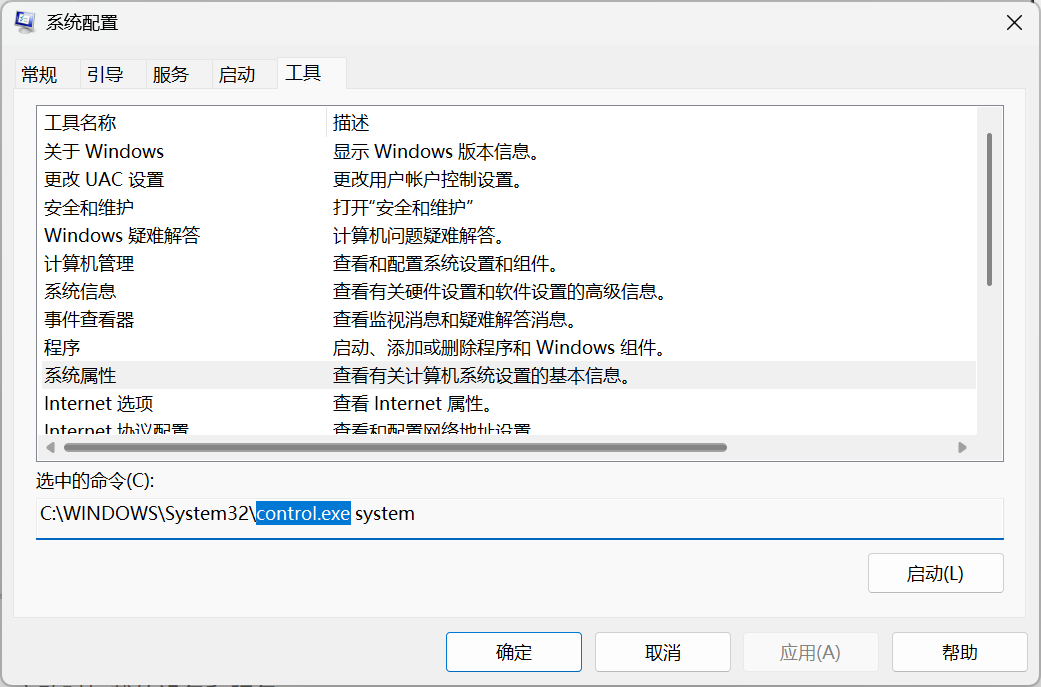 系统配置
常规 引导 服务 启动 工具
工具名称 描述
关于 Windows 显示 Windows 版本信息。
更改 UAC 设置 更改用户帐户控制设置。
安全和维护 打开“安全和维护”
Windows 疑难解答 计算机问题疑难解答。
计算机管理 查看和配置系统设置和组件。
系统信息 查看有关硬件设置和软件设置的高级信息。
事件查看器 查看监视消息和疑难解答消息。
程序 启动、添加或删除程序和 Windows 组件。
系统属性 查看有关计算机系统设置的基本信息。
Internet 选项 查看 Internet 属性。
Internet 协议配置 查看和配置网络地址设置
选中的命令(C):
C:\WINDOWS\System32\control.exe system
启动(L)
确定 取消 应用(A) 帮助